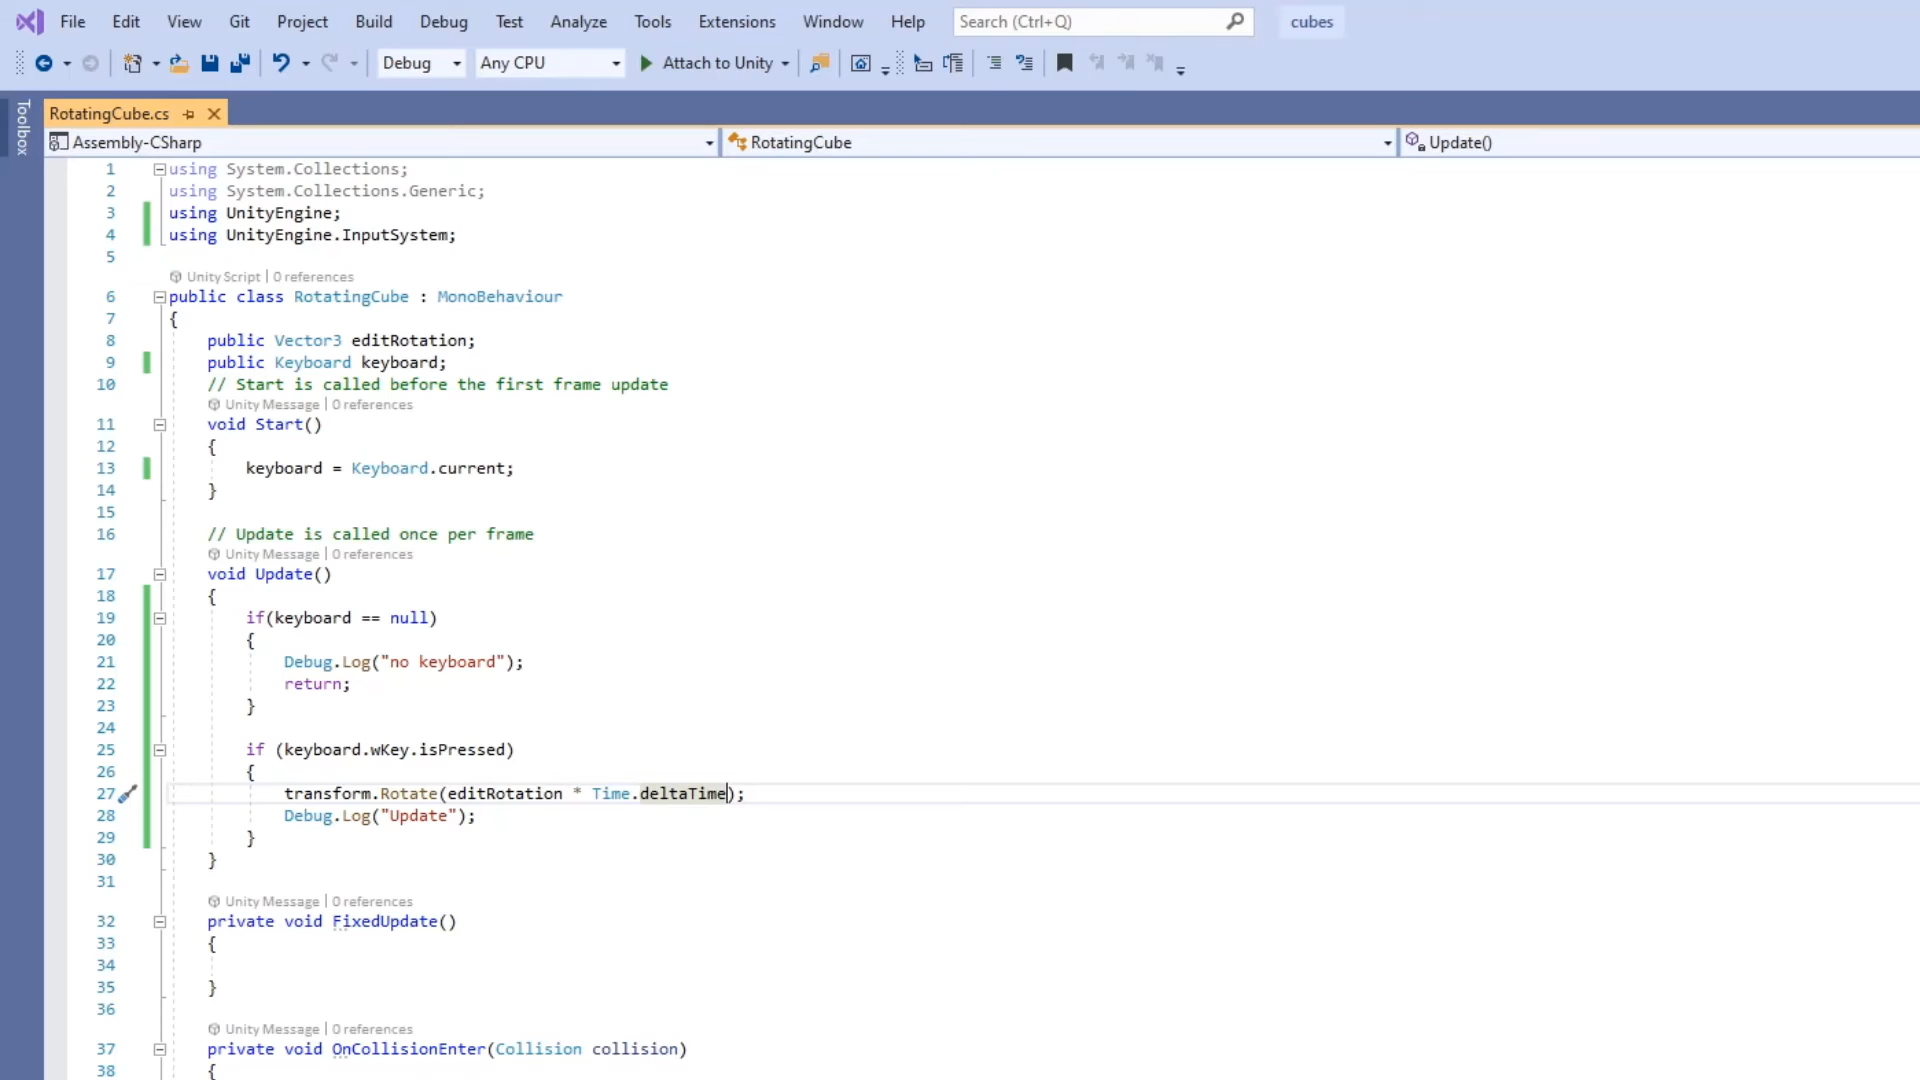 File Edit View Git Project Build Debug Test Analyze Tools Extensions Window Help Search (Ctrl+Q) cubes
Debug Any CPU Attach to Unity
Toolbox
RotatingCube.cs
Assembly-CSharp RotatingCube Update()
1 using System.Collections;
2 using System.Collections.Generic;
3 using UnityEngine;
4 using UnityEngine.InputSystem;
5
Unity Script | 0 references
6 public class RotatingCube : MonoBehaviour
7 {
8 public Vector3 editRotation;
9 public Keyboard keyboard;
10 // Start is called before the first frame update
Unity Message | 0 references
11 void Start()
12 {
13 keyboard = Keyboard.current;
14 }
15
16 // Update is called once per frame
Unity Message | 0 references
17 void Update()
18 {
19 if(keyboard == null)
20 {
21 Debug.Log("no keyboard");
22 return;
23 }
24
25 if (keyboard.wKey.isPressed)
26 {
27 transform.Rotate(editRotation * Time.deltaTime);
28 Debug.Log("Update");
29 }
30 }
31
Unity Message | 0 references
32 private void FixedUpdate()
33 {
34
35 }
36
Unity Message | 0 references
37 private void OnCollisionEnter(Collision collision)
38 {